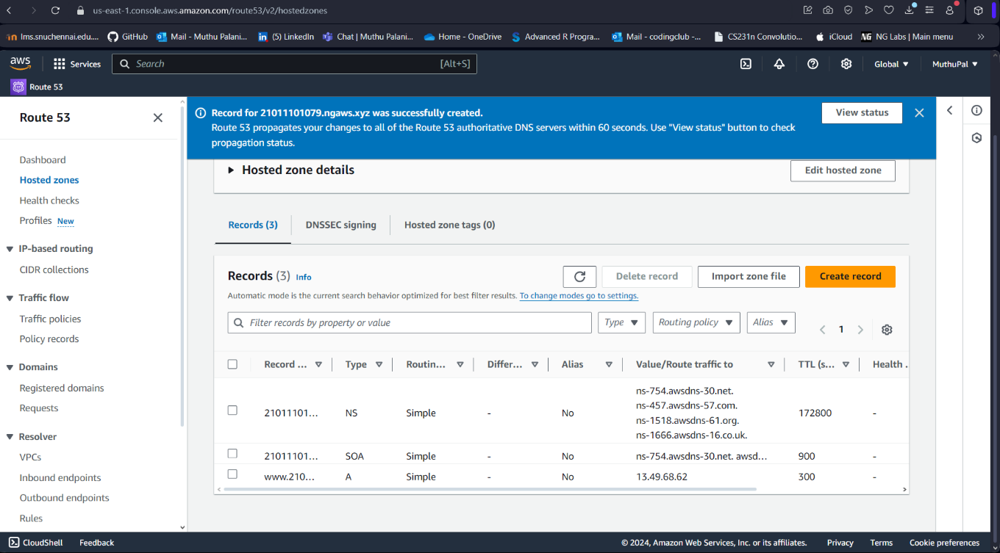 us-east-1.console.aws.amazon.com/route53/v2/hostedzones
lms.snuchennai.edu....
GitHub
Mail - Muthu Palani...
(5) LinkedIn
Chat | Muthu Palani...
Home - OneDrive
Advanced R Progra...
Mail - codingclub -...
CS231n Convolutio...
iCloud
NG Labs | Main menu
aws
Services
Search
[Alt+S]
Global
MuthuPal
Route 53
Route 53
Dashboard
Hosted zones
Health checks
Profiles New
IP-based routing
CIDR collections
Traffic flow
Traffic policies
Policy records
Domains
Registered domains
Requests
Resolver
VPCs
Inbound endpoints
Outbound endpoints
Rules
Record for 21011101079.ngaws.xyz was successfully created.
Route 53 propagates your changes to all of the Route 53 authoritative DNS servers within 60 seconds. Use "View status" button to check
propagation status.
View status
Hosted zone details
Edit hosted zone
Records (3)
DNSSEC signing
Hosted zone tags (0)
Records (3) Info
Delete record
Import zone file
Create record
Automatic mode is the current search behavior optimized for best filter results. To change modes go to settings.
Filter records by property or value
Type
Routing policy
Alias
1
Record ... Type Routin... Differ... Alias Value/Route traffic to TTL (s... Health .
ns-754.awsdns-30.net.
ns-457.awsdns-57.com.
21011101... NS Simple - No 172800 -
ns-1518.awsdns-61.org.
ns-1666.awsdns-16.co.uk.
21011101... SOA Simple - No ns-754.awsdns-30.net. awsd... 900 -
www.210... A Simple - No 13.49.68.62 300 -
CloudShell
Feedback
© 2024, Amazon Web Services, Inc. or its affiliates.
Privacy
Terms
Cookie preferences